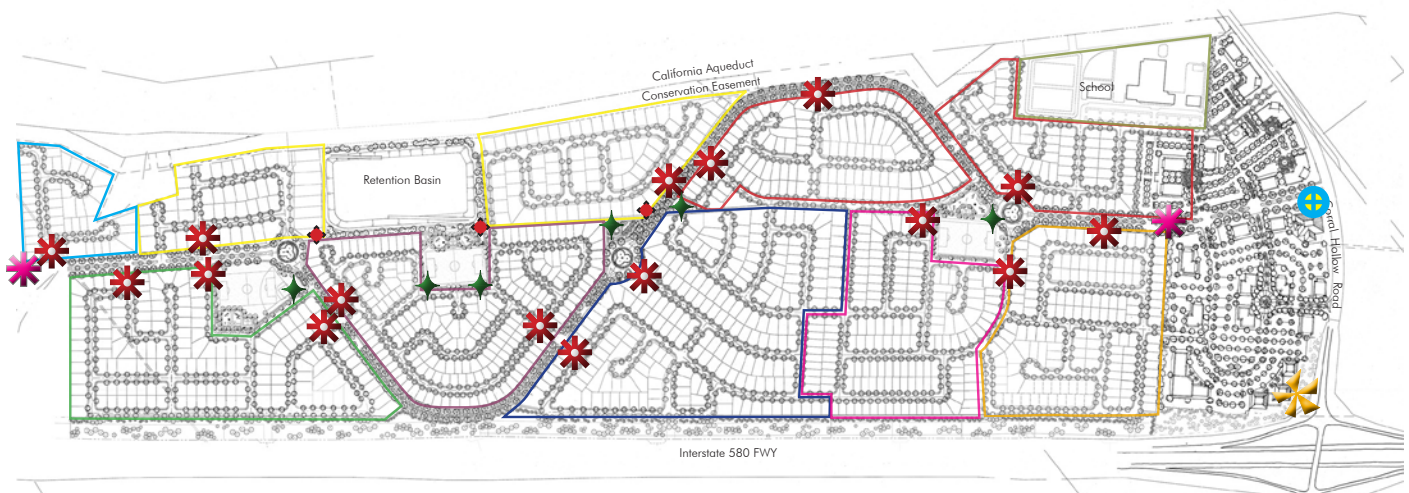 California Aqueduct
Conservation Easement
School
Retention Basin
Corral Hollow Road
Interstate 580 FWY